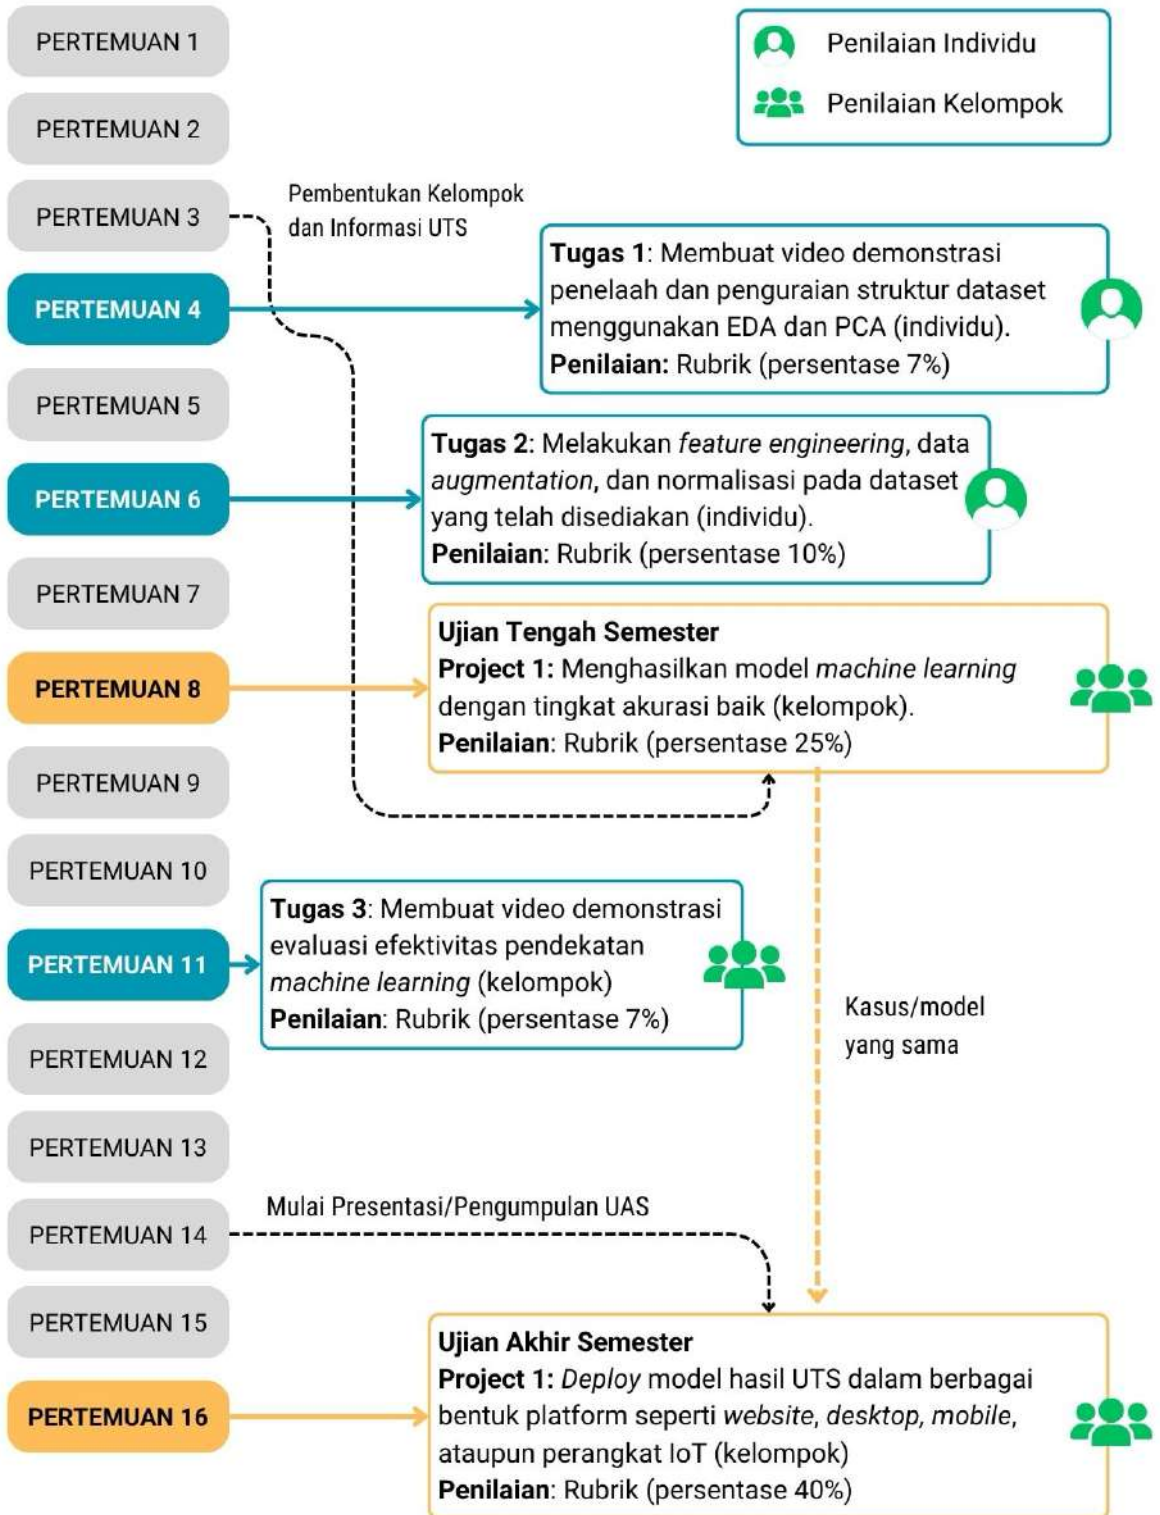 PERTEMUAN 1
Penilaian Individu
Penilaian Kelompok
PERTEMUAN 2
PERTEMUAN 3
Pembentukan Kelompok
dan Informasi UTS
PERTEMUAN 4
Tugas 1: Membuat video demonstrasi
penelaah dan penguraian struktur dataset
menggunakan EDA dan PCA (individu).
Penilaian: Rubrik (persentase 7%)
PERTEMUAN 5
PERTEMUAN 6
Tugas 2: Melakukan feature engineering, data
augmentation, dan normalisasi pada dataset
yang telah disediakan (individu).
Penilaian: Rubrik (persentase 10%)
PERTEMUAN 7
PERTEMUAN 8
Ujian Tengah Semester
Project 1: Menghasilkan model machine learning
dengan tingkat akurasi baik (kelompok).
Penilaian: Rubrik (persentase 25%)
PERTEMUAN 9
PERTEMUAN 10
PERTEMUAN 11
Tugas 3: Membuat video demonstrasi
evaluasi efektivitas pendekatan
machine learning (kelompok)
Penilaian: Rubrik (persentase 7%)
Kasus/model
yang sama
PERTEMUAN 12
PERTEMUAN 13
PERTEMUAN 14
Mulai Presentasi/Pengumpulan UAS
PERTEMUAN 15
PERTEMUAN 16
Ujian Akhir Semester
Project 1: Deploy model hasil UTS dalam berbagai
bentuk platform seperti website, desktop, mobile,
ataupun perangkat IoT (kelompok)
Penilaian: Rubrik (persentase 40%)